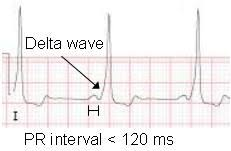 Delta wave
I
PR interval < 120 ms